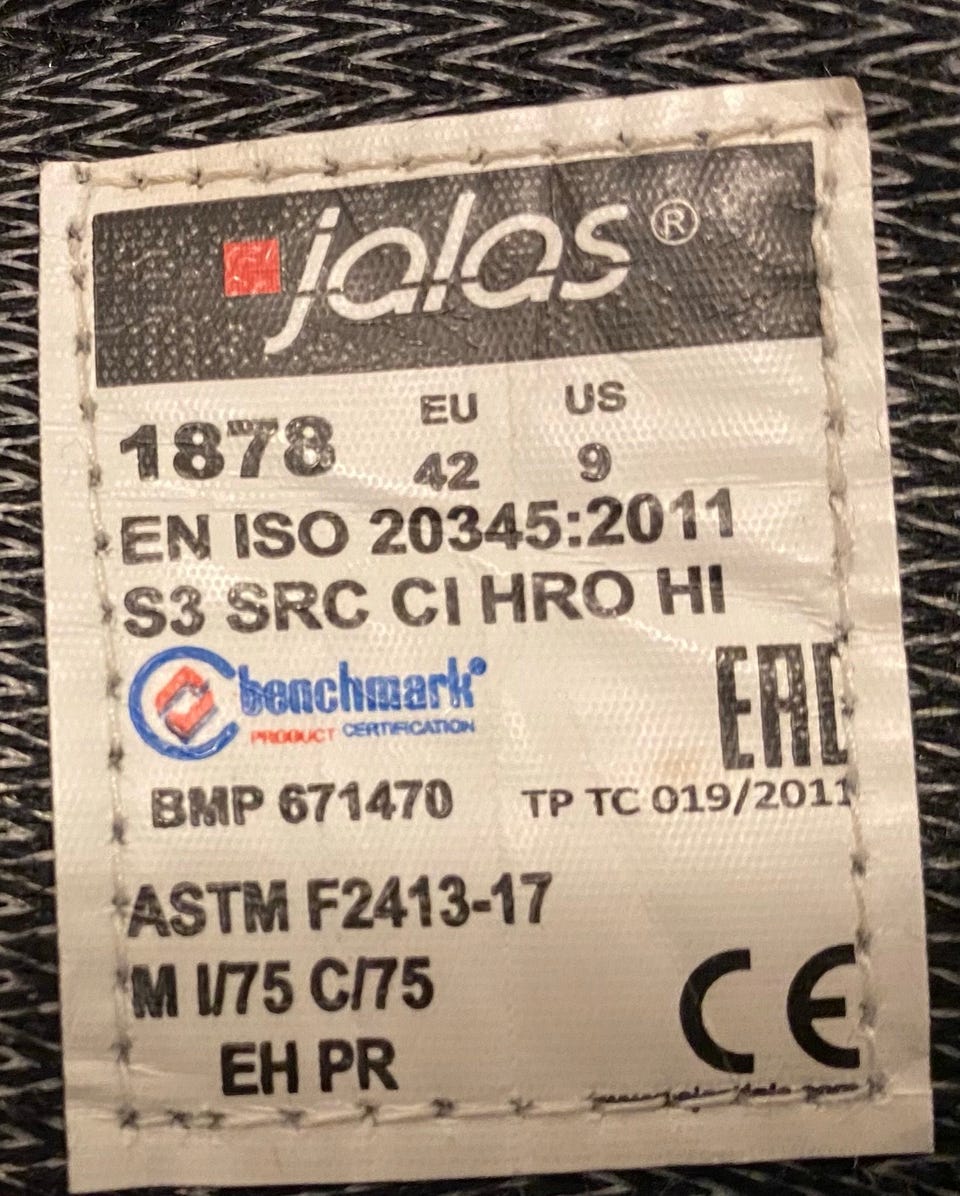 jalas®
EU US
1878 42 9
EN ISO 20345:2011
S3 SRC CI HRO HI
benchmark®
PRODUCT CERTIFICATION
EAC
BMP 671470 TP TC 019/2011
ASTM F2413-17
M I/75 C/75
EH PR
CE